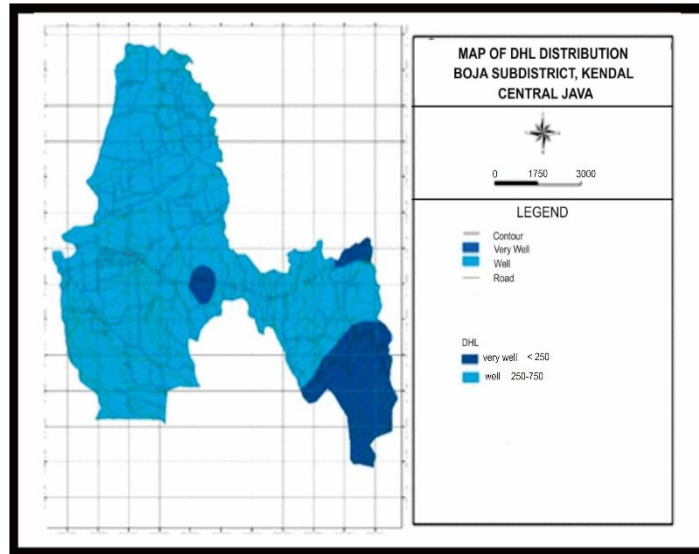 MAP OF DHL DISTRIBUTION
BOJA SUBDISTRICT, KENDAL
CENTRAL JAVA
0 1750 3000
LEGEND
Contour
Very Well
Well
Road
DHL
very well < 250
well 250-750